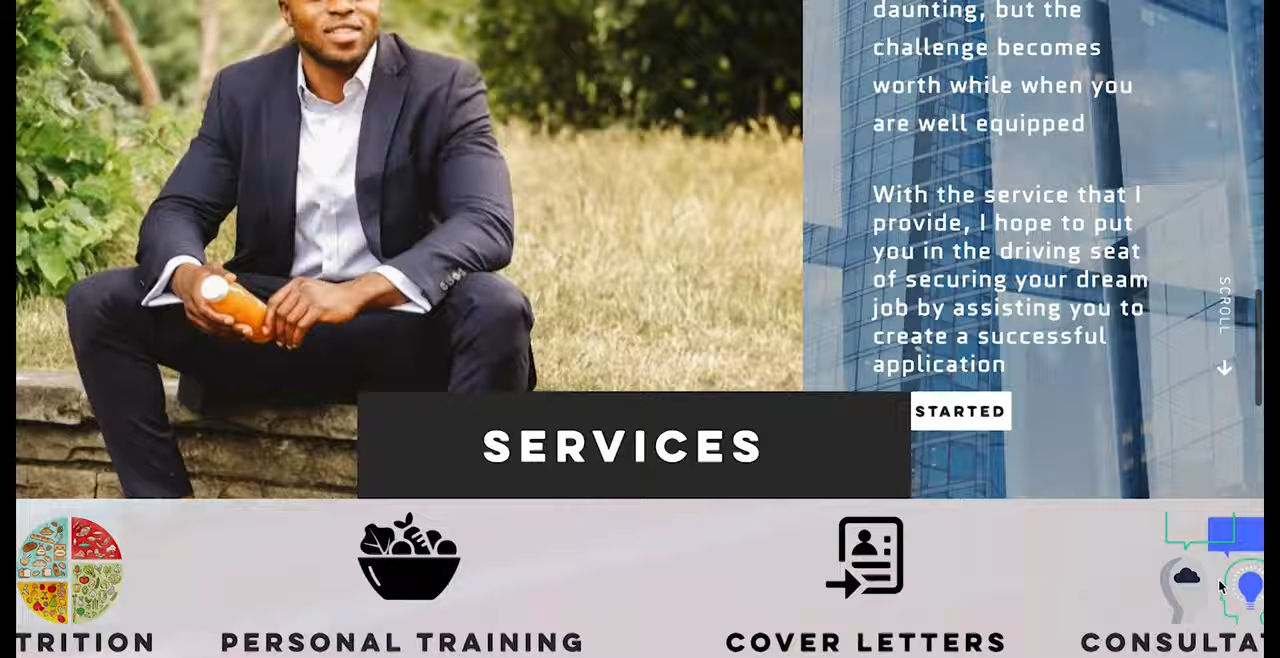 daunting, but the
challenge becomes
worth while when you
are well equipped
With the service that I
provide, I hope to put
you in the driving seat
of securing your dream
job by assisting you to
create a successful
application
SCROLL
STARTED
SERVICES
TRITION
PERSONAL TRAINING
COVER LETTERS
CONSULTAT